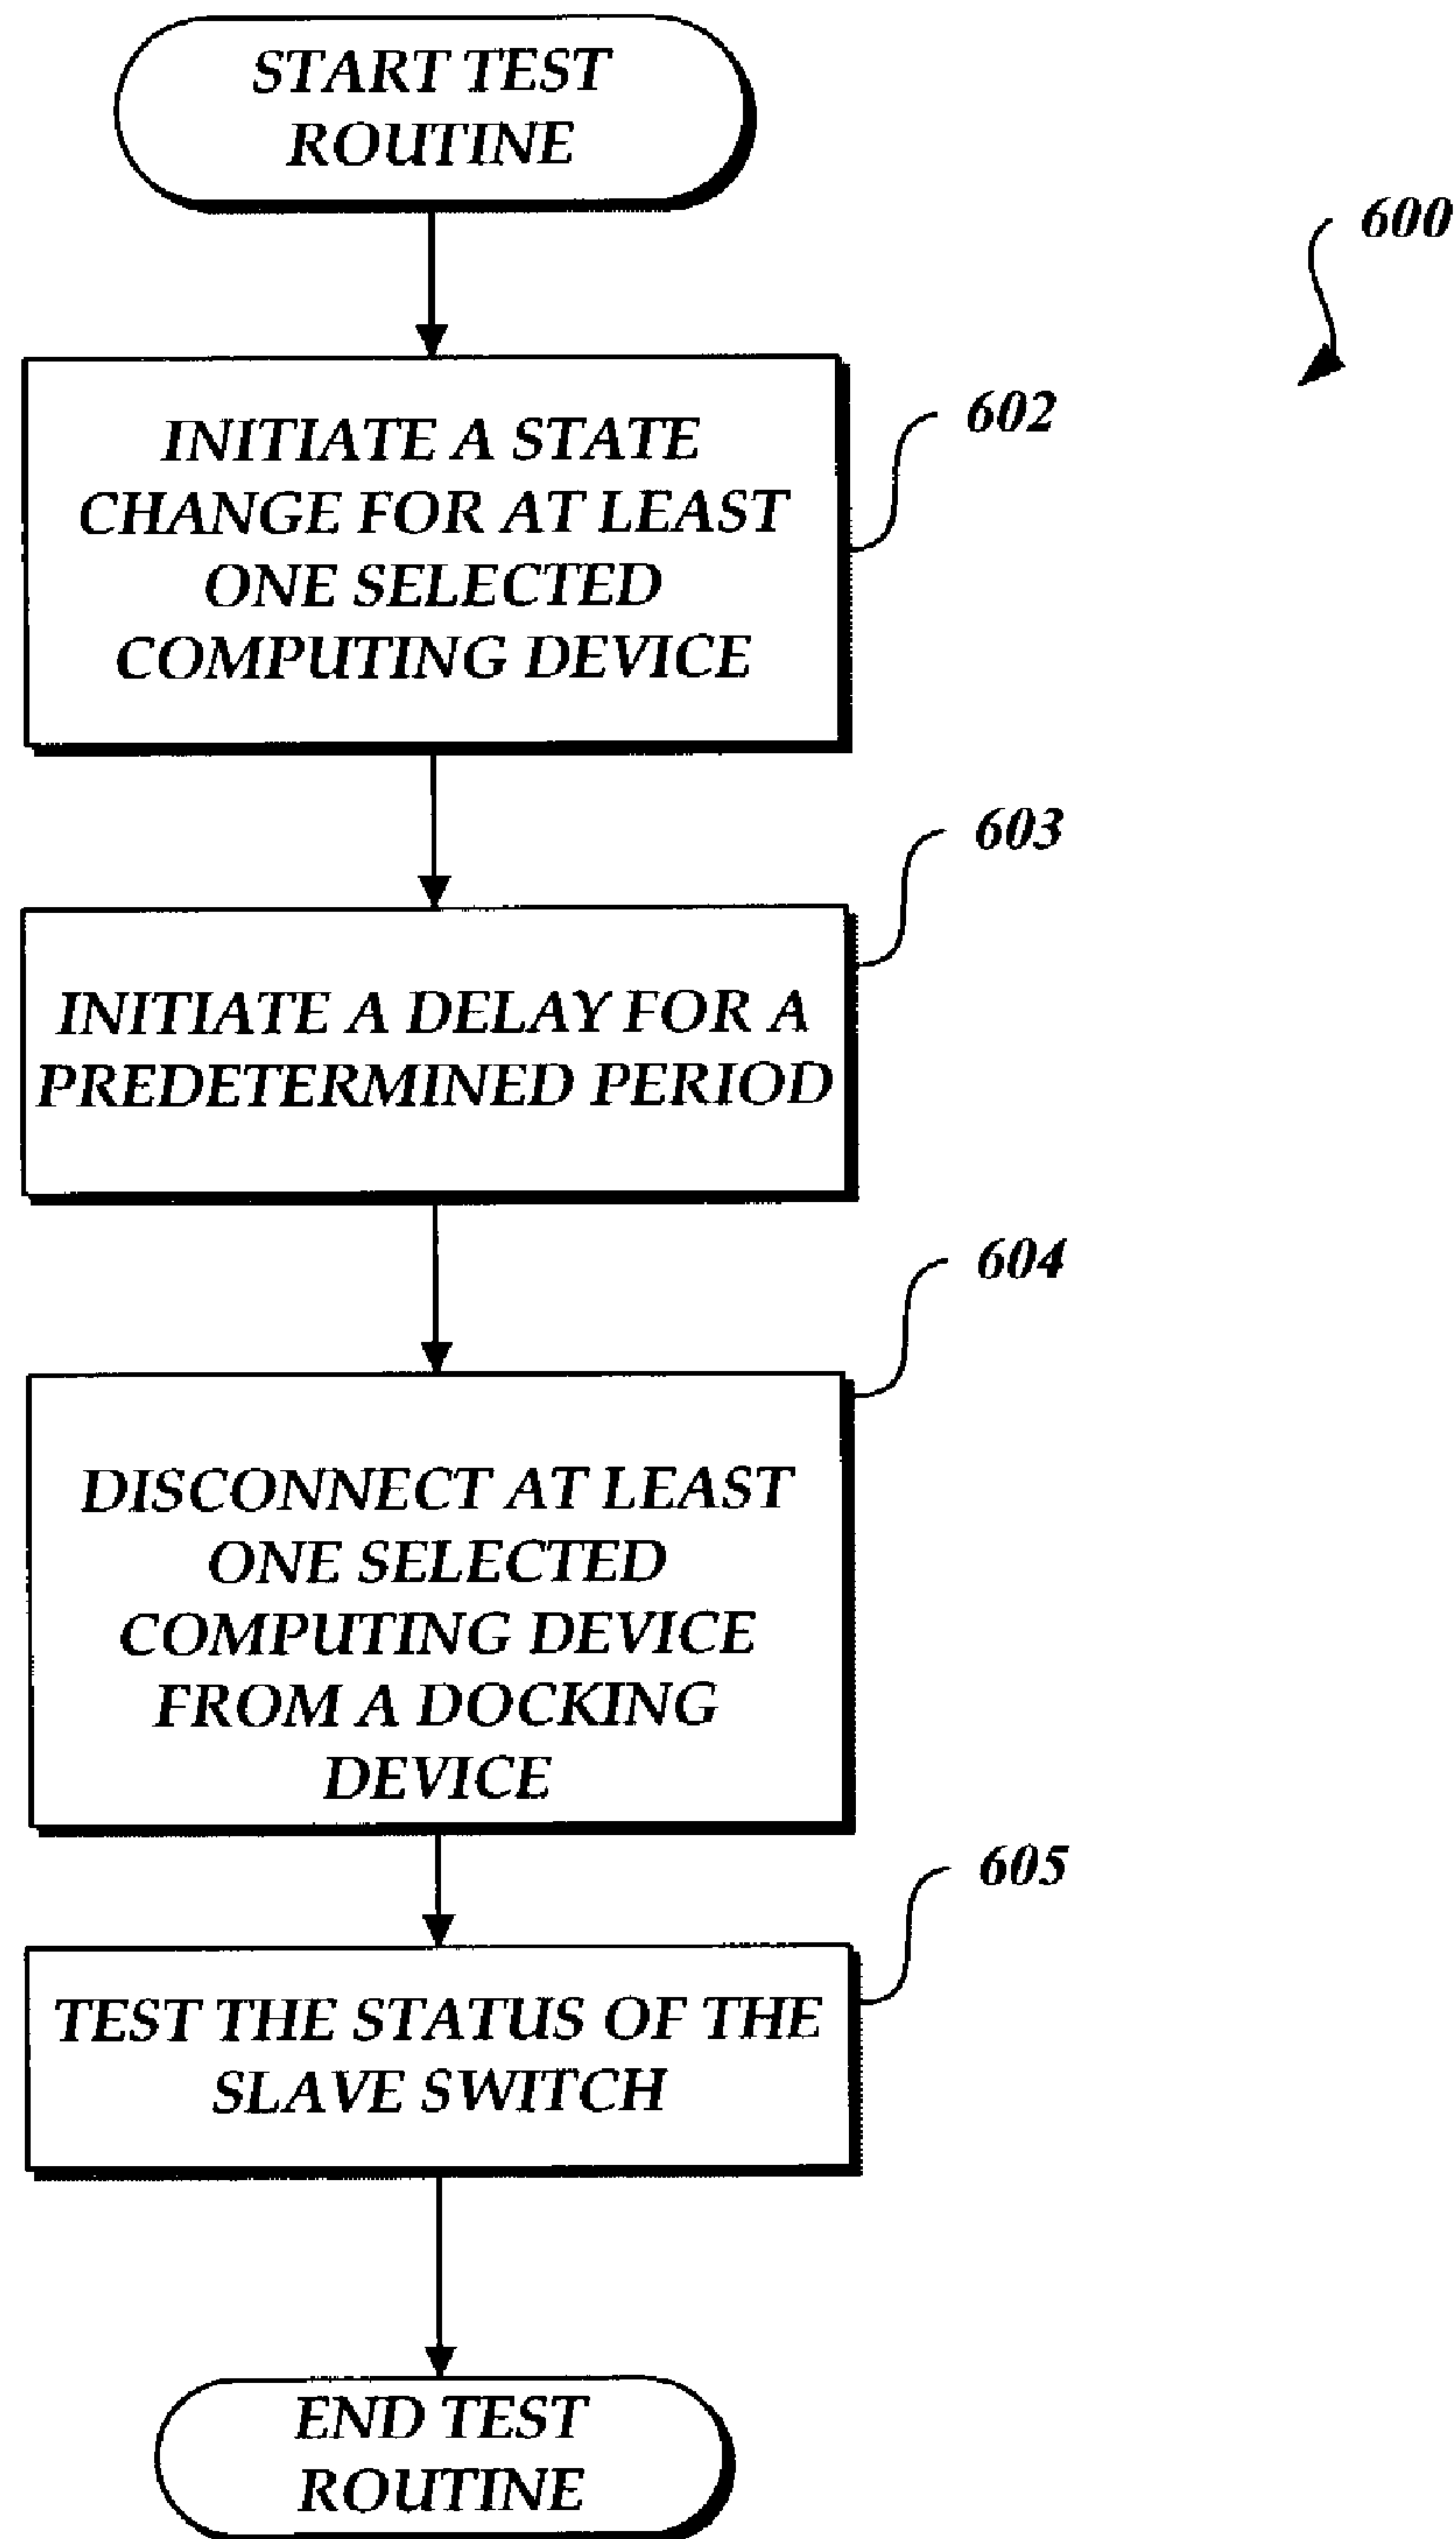 START TEST
ROUTINE
600
INITIATE A STATE
CHANGE FOR AT LEAST
ONE SELECTED
COMPUTING DEVICE
602
603
INITIATE A DELAY FOR A
PREDETERMINED PERIOD
604
DISCONNECT AT LEAST
ONE SELECTED
COMPUTING DEVICE
FROM A DOCKING
DEVICE
605
TEST THE STATUS OF THE
SLAVE SWITCH
END TEST
ROUTINE